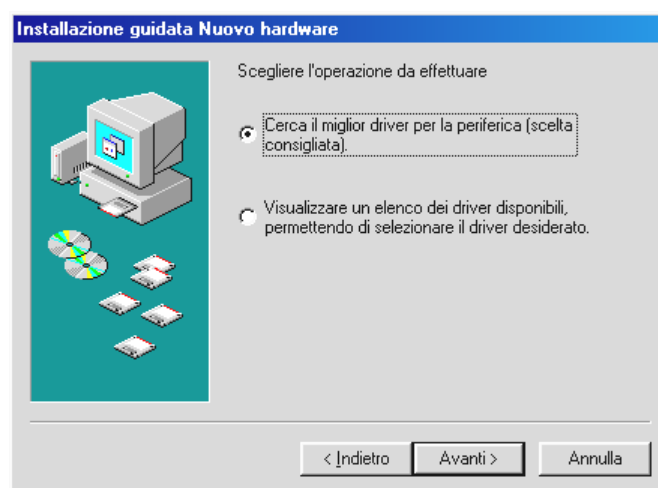 Installazione guidata Nuovo hardware
Scegliere l'operazione da effettuare
Cerca il miglior driver per la periferica (scelta
consigliata).
Visualizzare un elenco dei driver disponibili,
permettendo di selezionare il driver desiderato.
< Indietro
Avanti >
Annulla